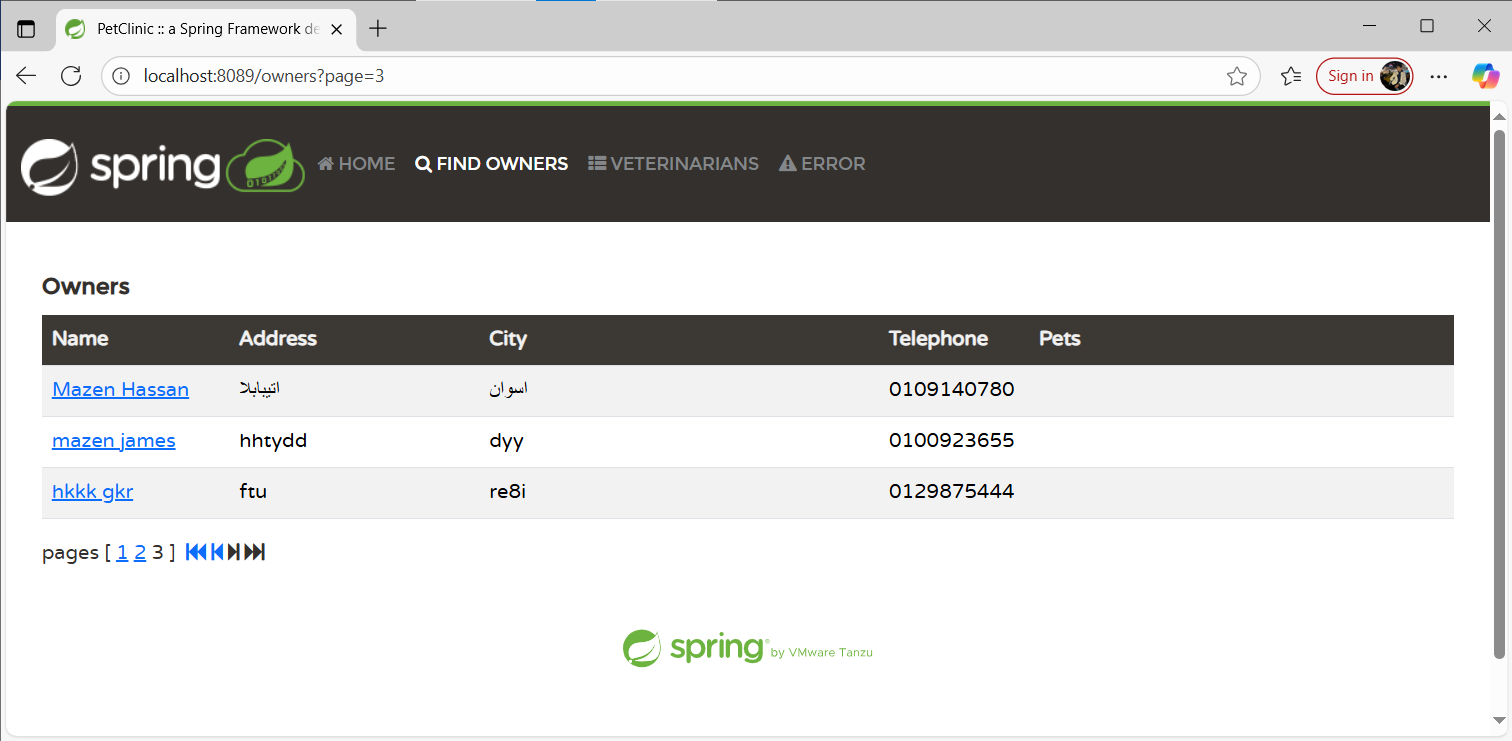 PetClinic :: a Spring Framework de
localhost:8089/owners?page=3
Sign in
spring HOME FIND OWNERS VETERINARIANS ERROR
Owners
Name Address City Telephone Pets
Mazen Hassan اتيبابلا اسوان 0109140780
mazen james hhtydd dyy 0100923655
hkkk gkr ftu re8i 0129875444
pages [ 1 2 3 ]
spring by VMware Tanzu